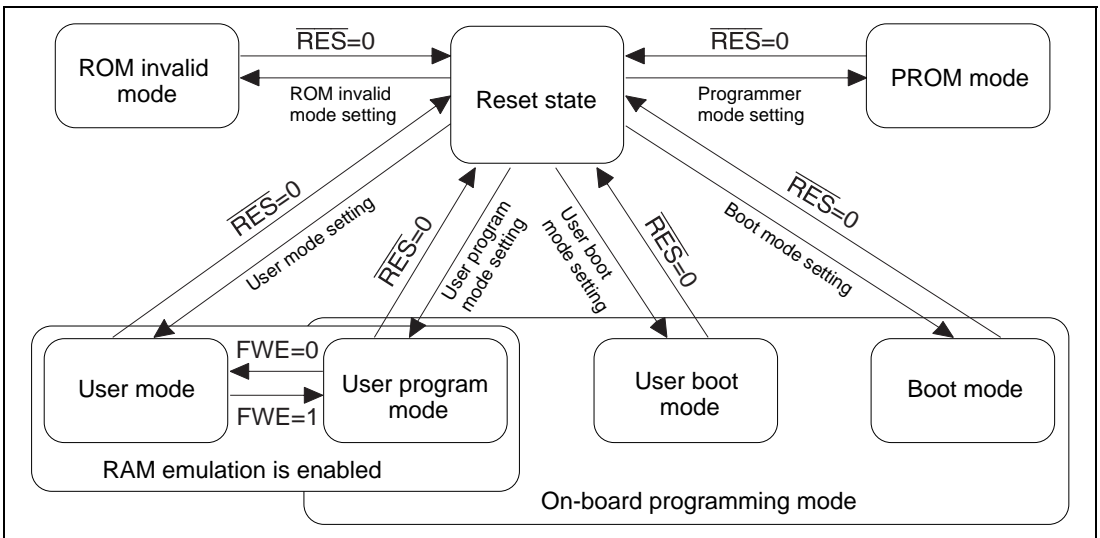 ROM invalid
mode
RES=0
ROM invalid
mode setting
Reset state
RES=0
Programmer
mode setting
PROM mode
RES=0
User mode setting
RES=0
User program
mode setting
User boot
mode setting
RES=0
Boot mode setting
RES=0
User mode
FWE=0
FWE=1
User program
mode
User boot
mode
Boot mode
RAM emulation is enabled
On-board programming mode